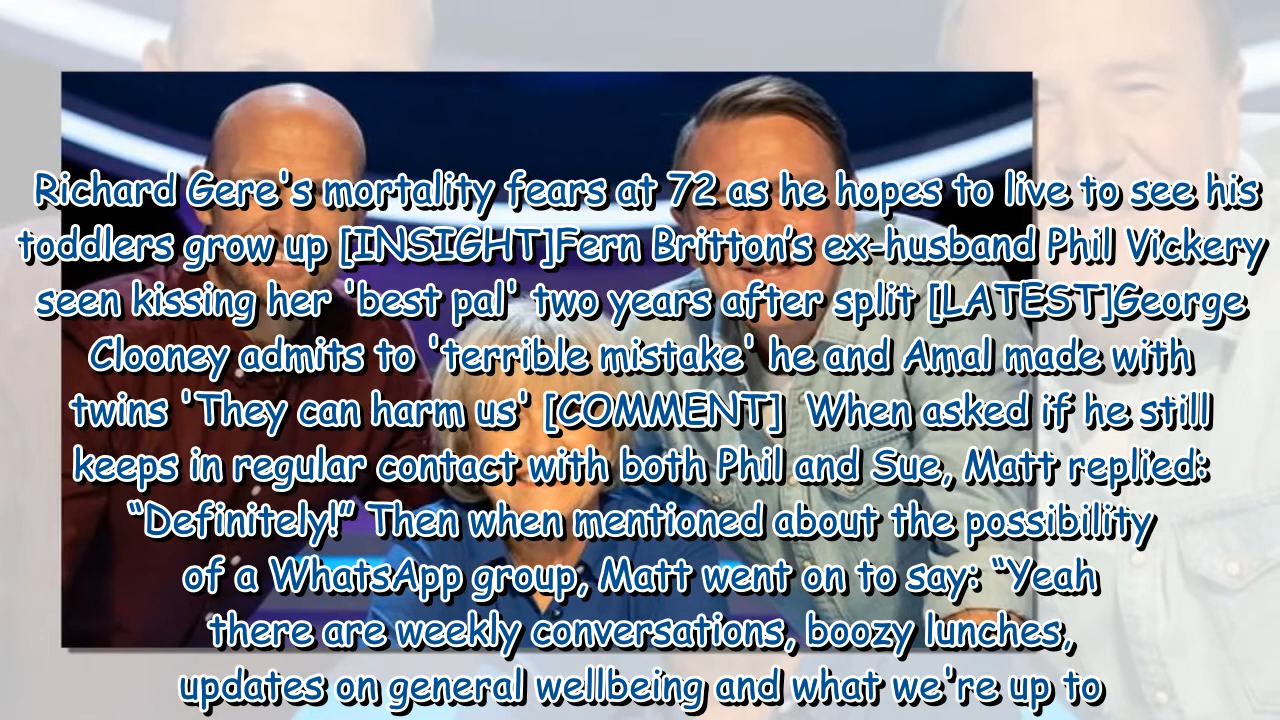 Richard Gere's mortality fears at 72 as he hopes to live to see his
toddlers grow up [INSIGHT]Fern Britton’s ex-husband Phil Vickery
seen kissing her 'best pal' two years after split [LATEST]George
Clooney admits to 'terrible mistake' he and Amal made with
twins 'They can harm us' [COMMENT]  When asked if he still
keeps in regular contact with both Phil and Sue, Matt replied:
“Definitely!” Then when mentioned about the possibility
of a WhatsApp group, Matt went on to say: “Yeah
there are weekly conversations, boozy lunches,
updates on general wellbeing and what we're up to